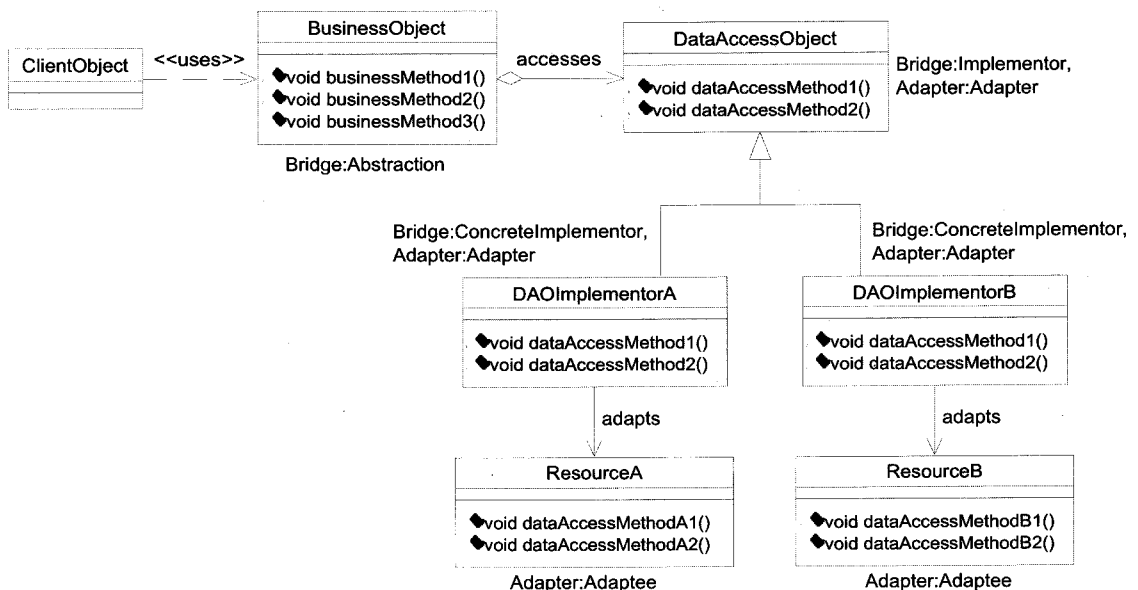 ClientObject
<<uses>>
BusinessObject
void businessMethod1()
void businessMethod2()
void businessMethod3()
Bridge:Abstraction
accesses
DataAccessObject
void dataAccessMethod1()
void dataAccessMethod2()
Bridge:Implementor,
Adapter:Adapter
Bridge:ConcreteImplementor,
Adapter:Adapter
DAOImplementorA
void dataAccessMethod1()
void dataAccessMethod2()
adapts
ResourceA
void dataAccessMethodA1()
void dataAccessMethodA2()
Adapter:Adaptee
Bridge:ConcreteImplementor,
Adapter:Adapter
DAOImplementorB
void dataAccessMethod1()
void dataAccessMethod2()
adapts
ResourceB
void dataAccessMethodB1()
void dataAccessMethodB2()
Adapter:Adaptee